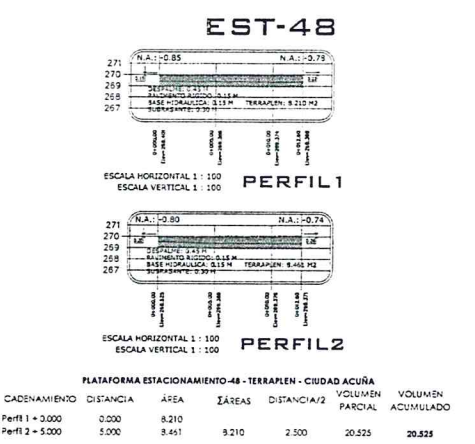 EST-48
N.A.: -0.85 N.A.: -0.78
271
270
269
268
267
DESPALME: 0.45 M
PAVIMENTO RIGIDO: 0.15 M
BASE HIDRAULICA: 0.15 M TERRAPLEN: 8.210 M2
SUBRASANTE: 0.30 M
ESCALA HORIZONTAL 1 : 100
ESCALA VERTICAL 1 : 100
PERFIL1
N.A.: -0.80 N.A.: -0.74
271
270
269
268
267
DESPALME: 0.45 M
PAVIMENTO RIGIDO: 0.15 M
BASE HIDRAULICA: 0.15 M TERRAPLEN: 8.461 M2
SUBRASANTE: 0.30 M
ESCALA HORIZONTAL 1 : 100
ESCALA VERTICAL 1 : 100
PERFIL2
PLATAFORMA ESTACIONAMIENTO-48 - TERRAPLEN - CIUDAD ACUÑA
CADENAMIENTO DISTANCIA ÁREA ΣÁREAS DISTANCIA/2 VOLUMEN PARCIAL VOLUMEN ACUMULADO
Perfil 1 + 0.000 0.000 8.210
Perfil 2 + 5.000 5.000 8.461 8.210 2.500 20.525 20.525